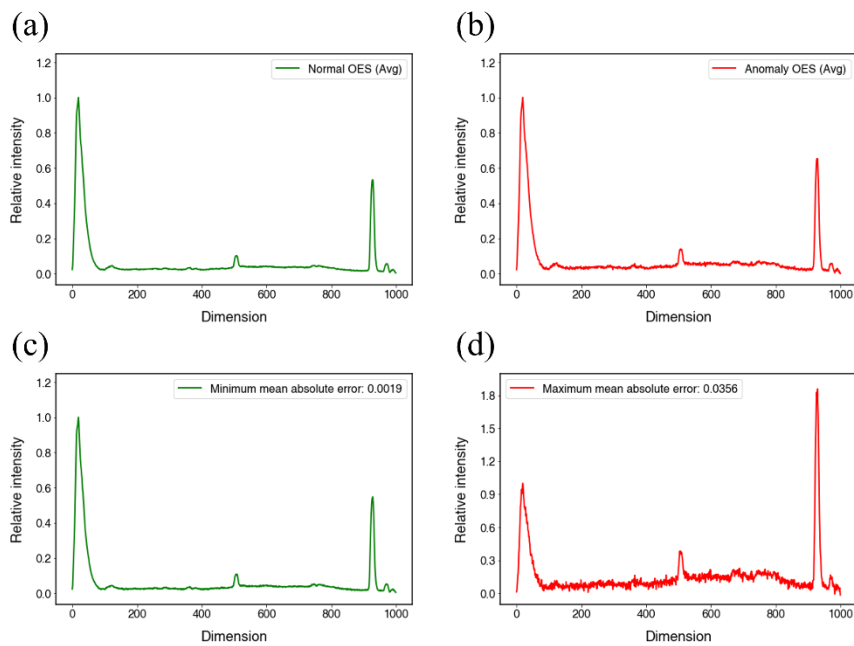 (a)
Normal OES (Avg)
1.2
1.0
0.8
0.6
0.4
0.2
0.0
Relative intensity
0 200 400 600 800 1000
Dimension
(b)
Anomaly OES (Avg)
1.2
1.0
0.8
0.6
0.4
0.2
0.0
Relative intensity
0 200 400 600 800 1000
Dimension
(c)
Minimum mean absolute error: 0.0019
1.2
1.0
0.8
0.6
0.4
0.2
0.0
Relative intensity
0 200 400 600 800 1000
Dimension
(d)
Maximum mean absolute error: 0.0356
1.8
1.5
1.2
0.9
0.6
0.3
0.0
Relative intensity
0 200 400 600 800 1000
Dimension